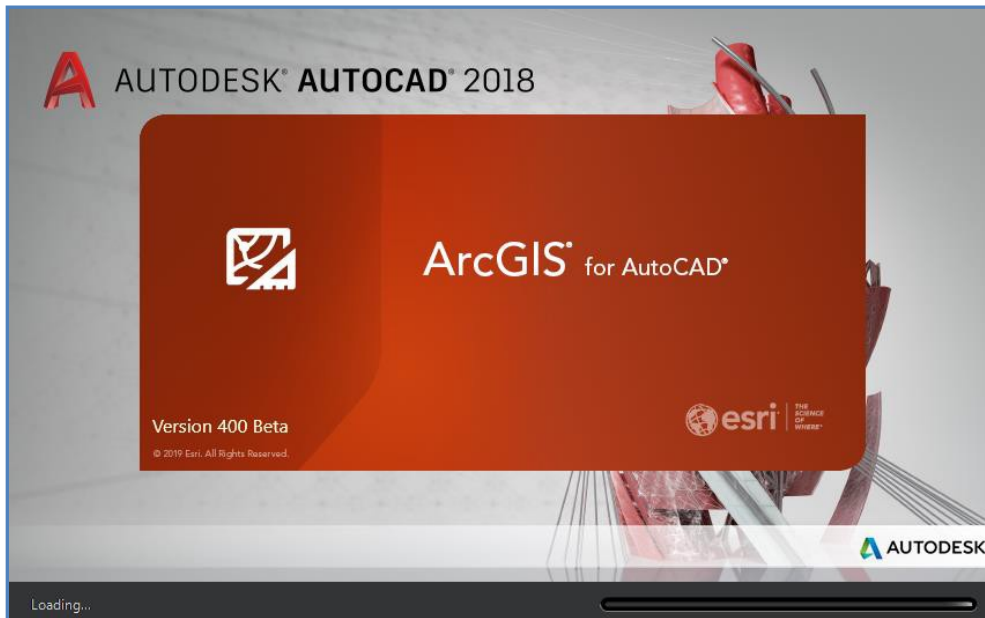 AUTODESK® AUTOCAD® 2018
ArcGIS® for AutoCAD®
Version 400 Beta
© 2019 Esri. All Rights Reserved.
esri®
THE
SCIENCE
OF
WHERE™
AUTODESK
Loading...